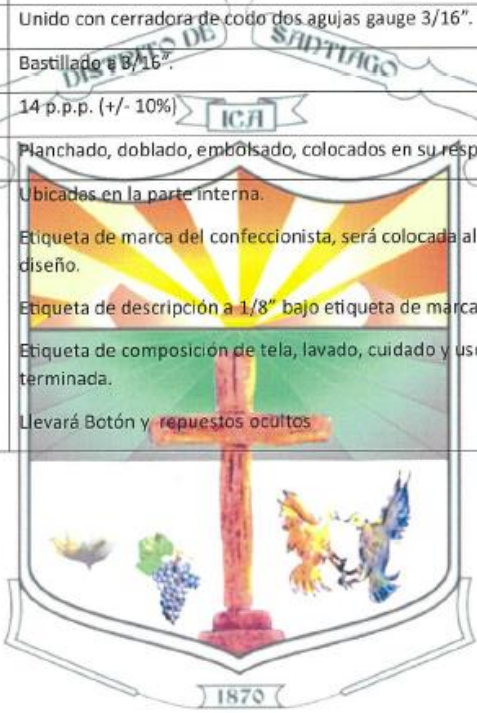 Unido con cerradora de codo dos agujas gauge 3/16”.
DISTRITO DE SANTIAGO
Bastillado a 3/16”.
14 p.p.p. (+/- 10%)
ICA
Planchado, doblado, embolsado, colocados en su resp
Ubicadas en la parte interna.
Etiqueta de marca del confeccionista, será colocada al
diseño.
Etiqueta de descripción a 1/8” bajo etiqueta de marca
Etiqueta de composición de tela, lavado, cuidado y us
terminada.
Llevará Botón y repuestos ocultos
1870